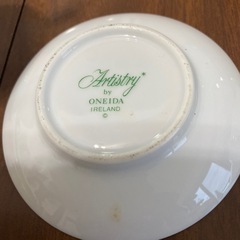 Artistry®
by
ONEIDA
IRELAND
©